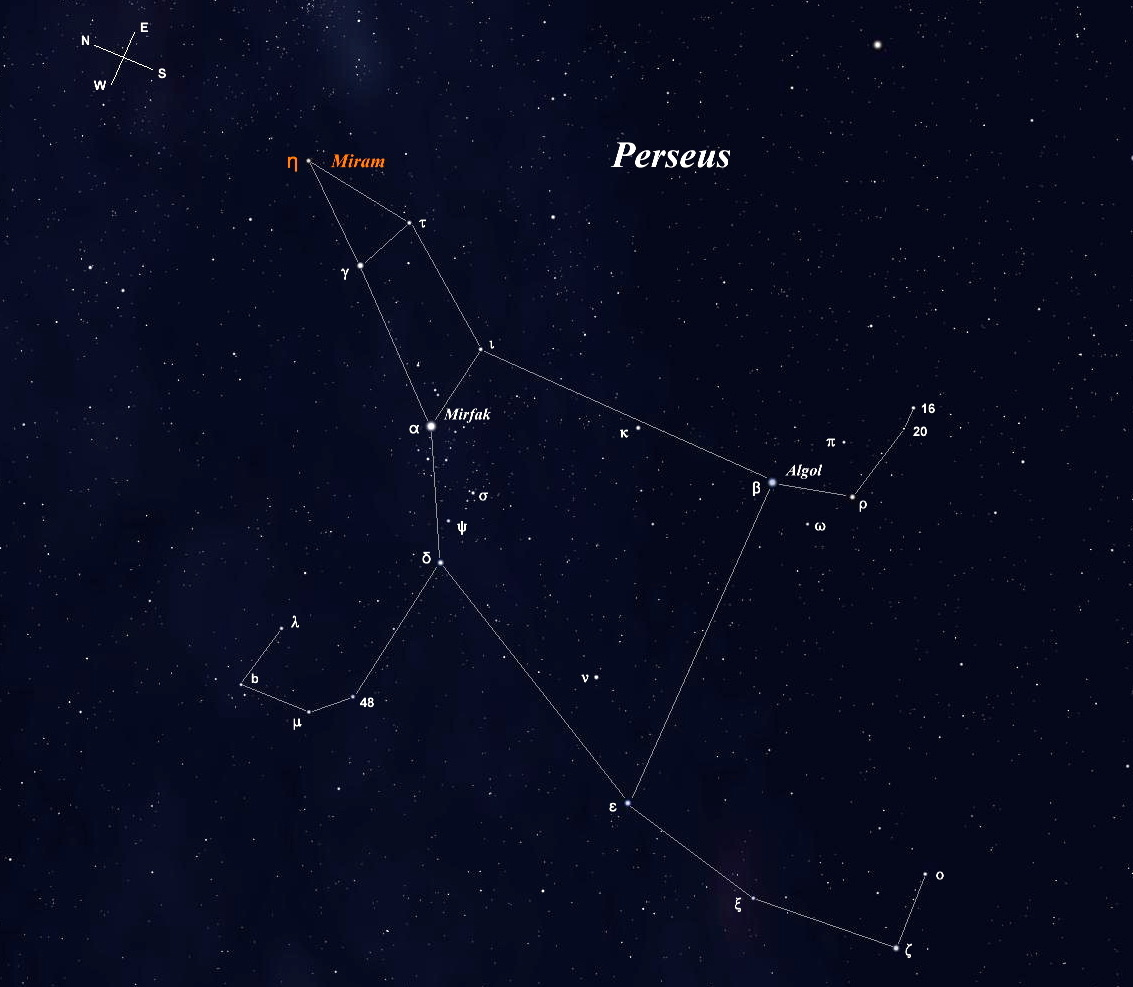 E
N
S
W
Perseus
η Miram
τ
γ
ι
16
Mirfak
α
κ
20
π
Algol
β
σ
ρ
ψ
ω
δ
λ
b
ν
48
μ
ε
ο
ξ
ζ